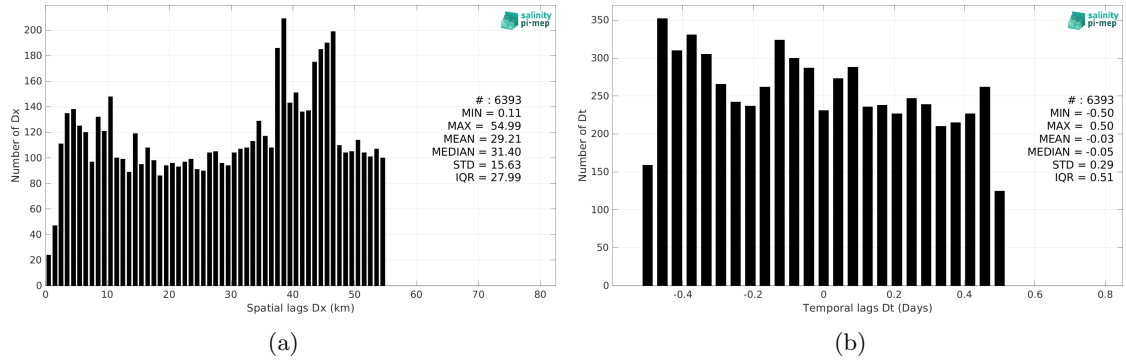 salinity
pi-mep
Number of Dx
220
200
180
160
140
120
100
80
60
40
20
0
# : 6393
MIN = 0.11
MAX = 54.99
MEAN = 29.21
MEDIAN = 31.40
STD = 15.63
IQR = 27.99
0 10 20 30 40 50 60 70 80
Spatial lags Dx (km)
(a)
salinity
pi-mep
Number of Dt
350
300
250
200
150
100
50
0
# : 6393
MIN = -0.50
MAX = 0.50
MEAN = -0.03
MEDIAN = -0.05
STD = 0.29
IQR = 0.51
-0.4 -0.2 0 0.2 0.4 0.6 0.8
Temporal lags Dt (Days)
(b)